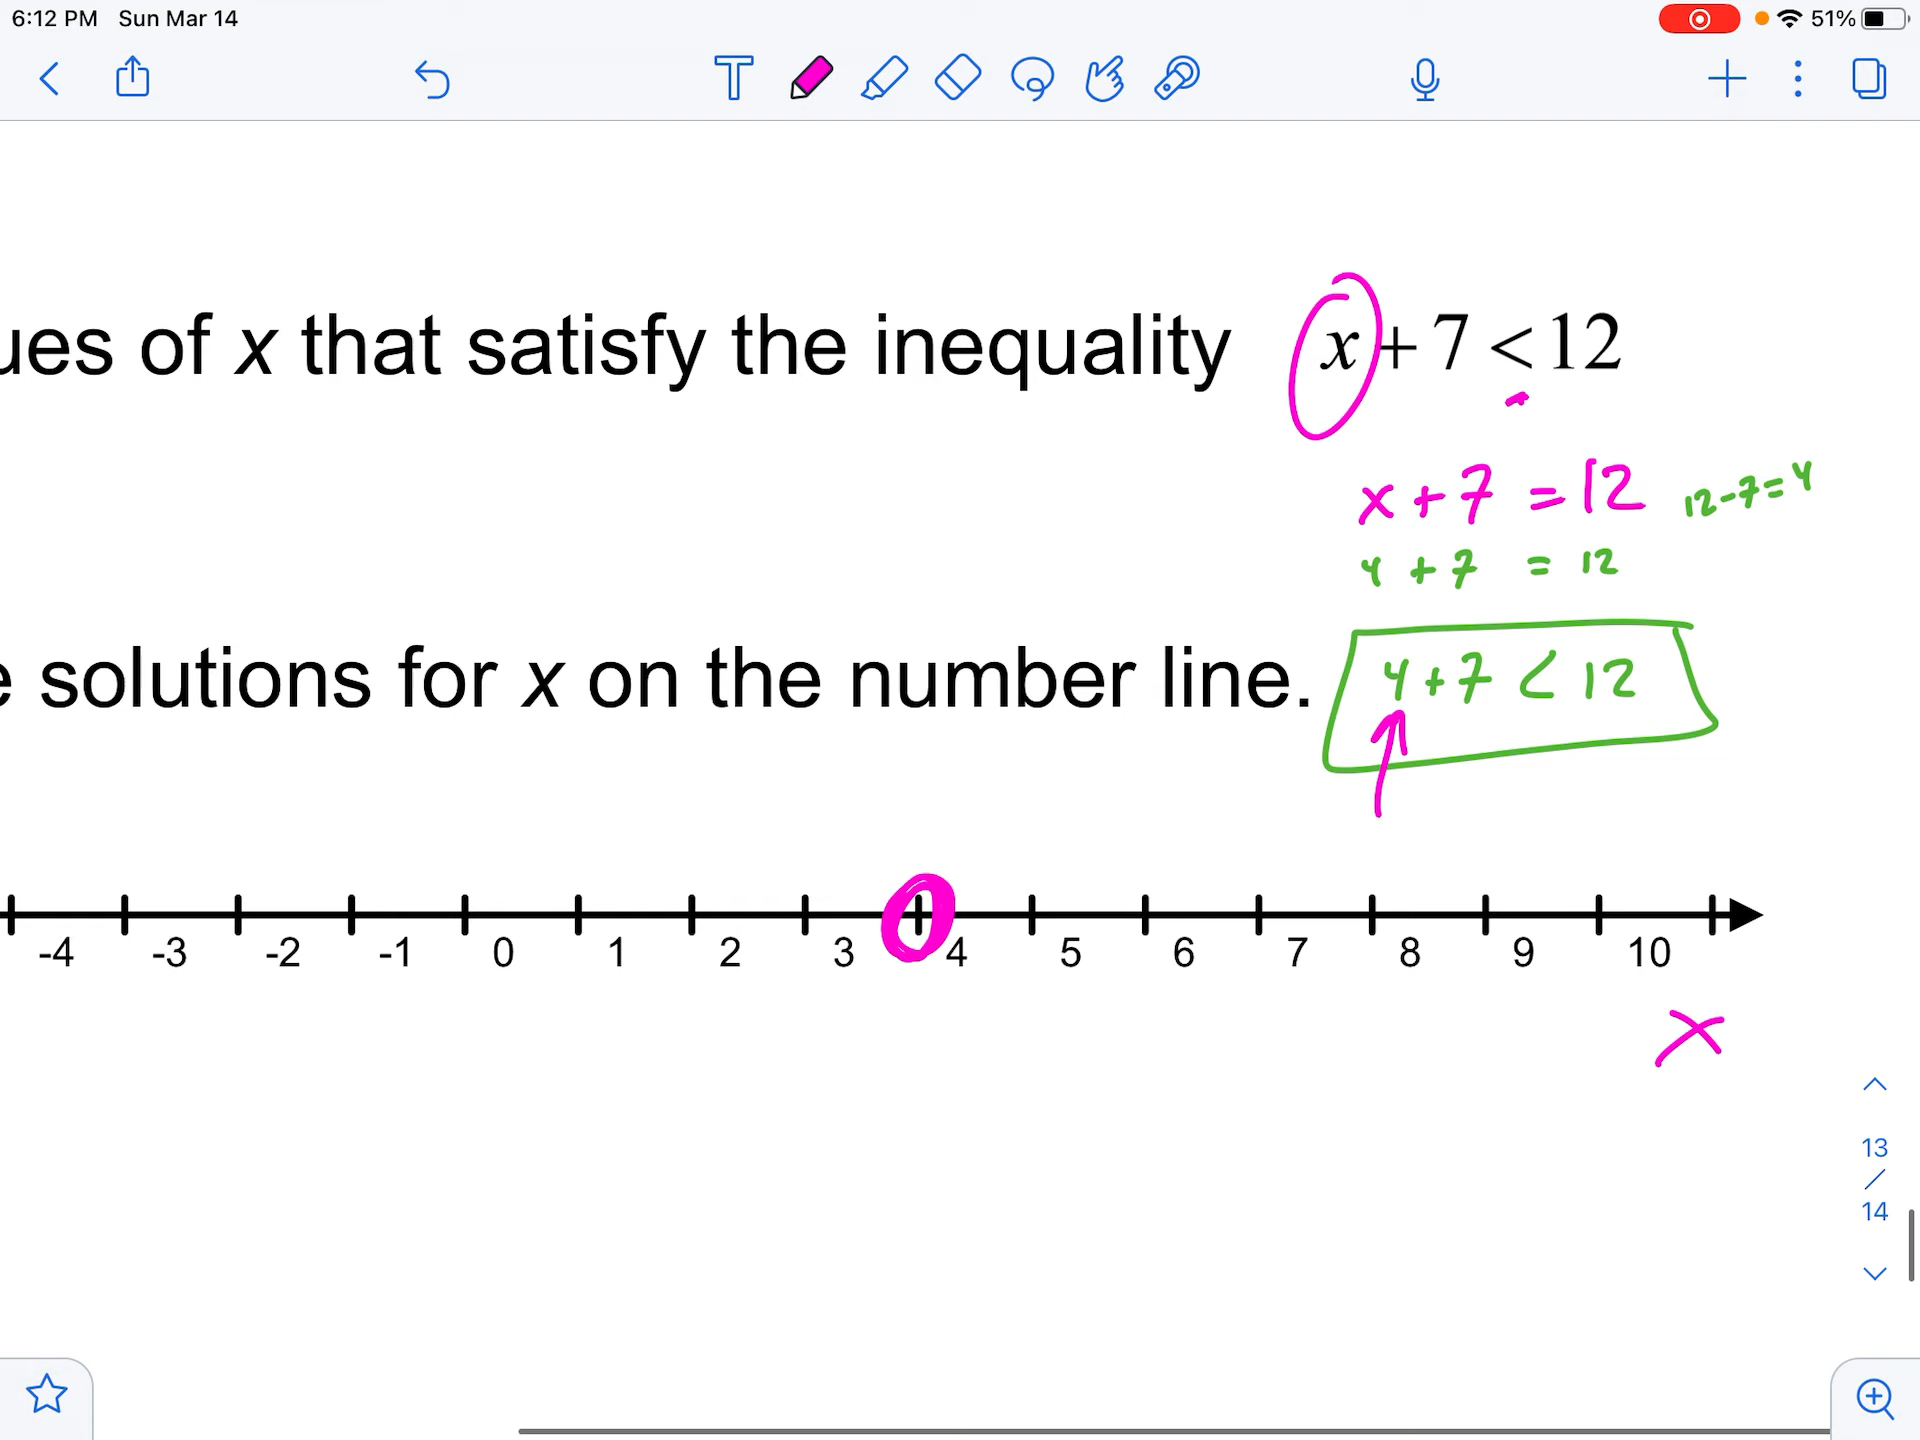 6:12 PM Sun Mar 14
51%
ues of x that satisfy the inequality x + 7 < 12
x + 7 = 12
12 - 7 = 4
4 + 7 = 12
e solutions for x on the number line.
4 + 7 < 12
-4 -3 -2 -1 0 1 2 3 4 5 6 7 8 9 10
x
13
/
14